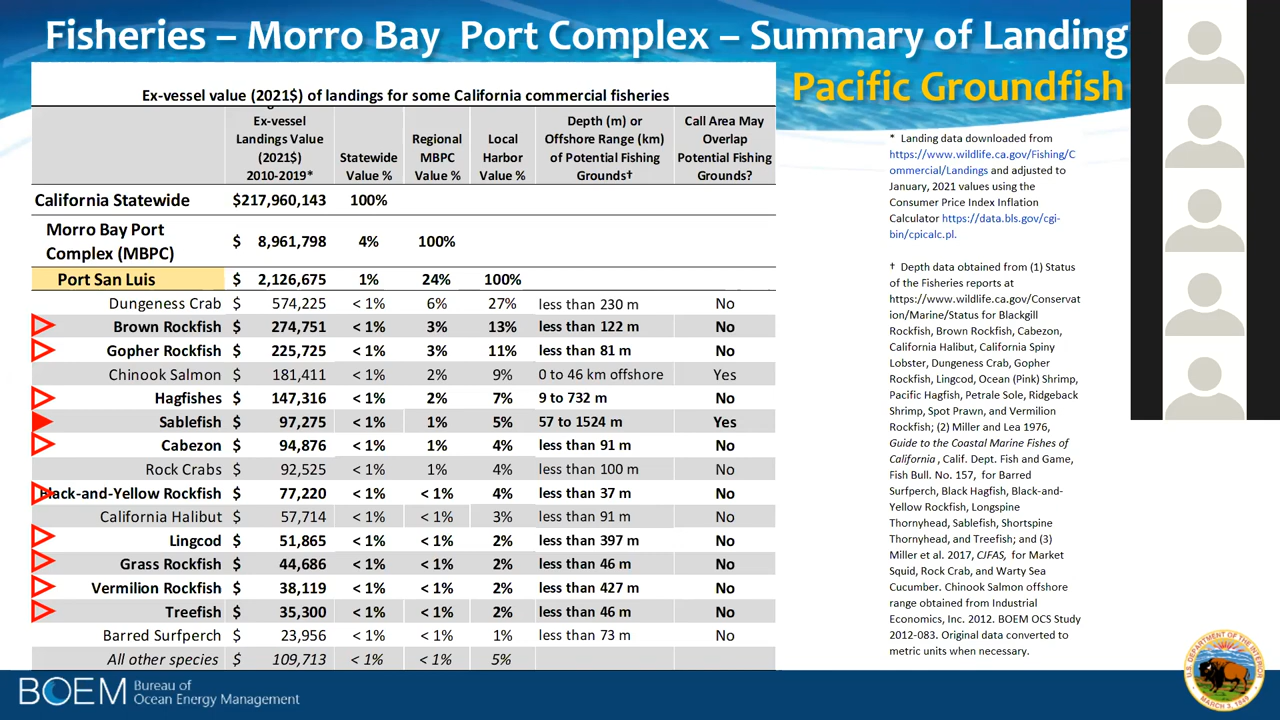 Fisheries – Morro Bay Port Complex – Summary of Landing
Pacific Groundfish
Ex-vessel value (2021$) of landings for some California commercial fisheries
Ex-vessel Landings Value (2021$) 2010-2019* Statewide Value % Regional MBPC Value % Local Harbor Value % Depth (m) or Offshore Range (km) of Potential Fishing Grounds† Call Area May Overlap Potential Fishing Grounds?
California Statewide $217,960,143 100%
Morro Bay Port Complex (MBPC) $ 8,961,798 4% 100%
Port San Luis $ 2,126,675 1% 24% 100%
Dungeness Crab $ 574,225 < 1% 6% 27% less than 230 m No
Brown Rockfish $ 274,751 < 1% 3% 13% less than 122 m No
Gopher Rockfish $ 225,725 < 1% 3% 11% less than 81 m No
Chinook Salmon $ 181,411 < 1% 2% 9% 0 to 46 km offshore Yes
Hagfishes $ 147,316 < 1% 2% 7% 9 to 732 m No
Sablefish $ 97,275 < 1% 1% 5% 57 to 1524 m Yes
Cabezon $ 94,876 < 1% 1% 4% less than 91 m No
Rock Crabs $ 92,525 < 1% 1% 4% less than 100 m No
Black-and-Yellow Rockfish $ 77,220 < 1% < 1% 4% less than 37 m No
California Halibut $ 57,714 < 1% < 1% 3% less than 91 m No
Lingcod $ 51,865 < 1% < 1% 2% less than 397 m No
Grass Rockfish $ 44,686 < 1% < 1% 2% less than 46 m No
Vermilion Rockfish $ 38,119 < 1% < 1% 2% less than 427 m No
Treefish $ 35,300 < 1% < 1% 2% less than 46 m No
Barred Surfperch $ 23,956 < 1% < 1% 1% less than 73 m No
All other species $ 109,713 < 1% < 1% 5%
* Landing data downloaded from
https://www.wildlife.ca.gov/Fishing/C
ommercial/Landings and adjusted to
January, 2021 values using the
Consumer Price Index Inflation
Calculator https://data.bls.gov/cgi-
bin/cpicalc.pl.
† Depth data obtained from (1) Status
of the Fisheries reports at
https://www.wildlife.ca.gov/Conservat
ion/Marine/Status for Blackgill
Rockfish, Brown Rockfish, Cabezon,
California Halibut, California Spiny
Lobster, Dungeness Crab, Gopher
Rockfish, Lingcod, Ocean (Pink) Shrimp,
Pacific Hagfish, Petrale Sole, Ridgeback
Shrimp, Spot Prawn, and Vermilion
Rockfish; (2) Miller and Lea 1976,
Guide to the Coastal Marine Fishes of
California , Calif. Dept. Fish and Game,
Fish Bull. No. 157, for Barred
Surfperch, Black Hagfish, Black-and-
Yellow Rockfish, Longspine
Thornyhead, Sablefish, Shortspine
Thornyhead, and Treefish; and (3)
Miller et al. 2017, CJFAS, for Market
Squid, Rock Crab, and Warty Sea
Cucumber. Chinook Salmon offshore
range obtained from Industrial
Economics, Inc. 2012. BOEM OCS Study
2012-083. Original data converted to
metric units when necessary.
BOEM Bureau of
Ocean Energy Management
U.S. DEPARTMENT OF THE INTERIOR
MARCH 3, 1849